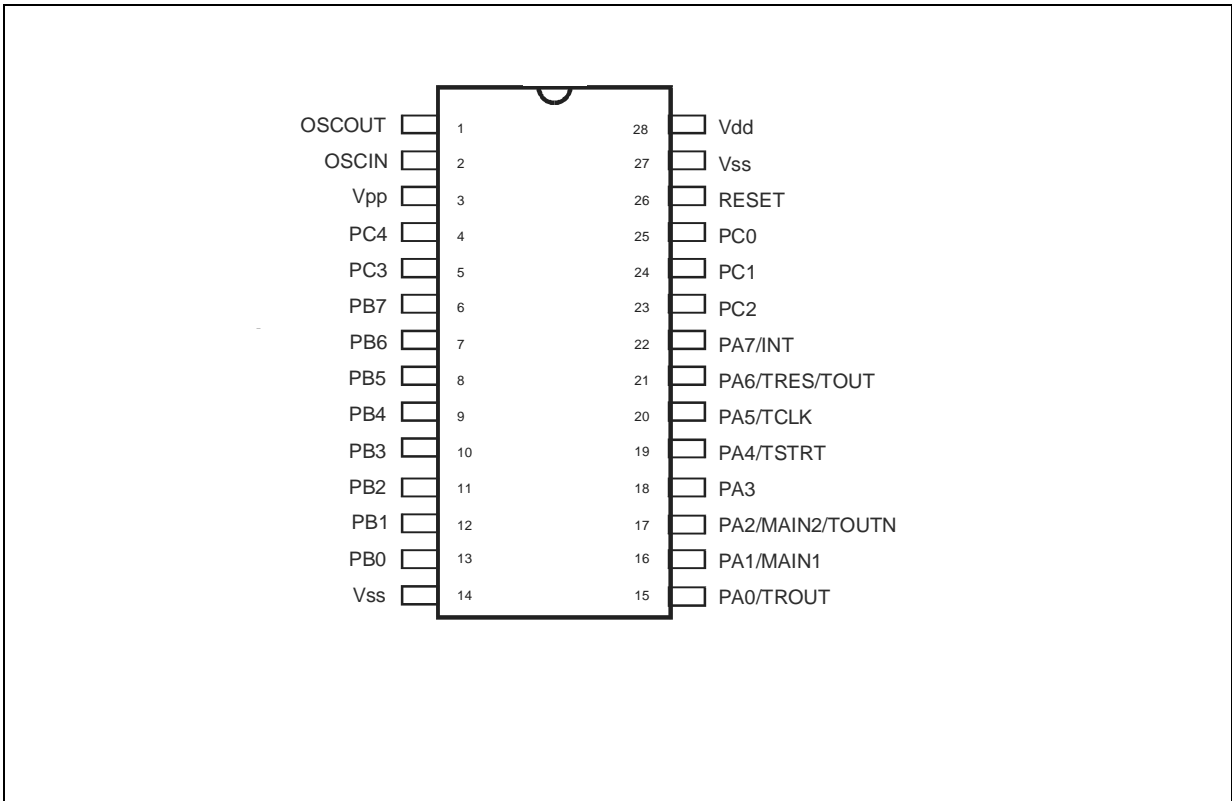 OSCOUT 1 28 Vdd
OSCIN 2 27 Vss
Vpp 3 26 RESET
PC4 4 25 PC0
PC3 5 24 PC1
PB7 6 23 PC2
PB6 7 22 PA7/INT
PB5 8 21 PA6/TRES/TOUT
PB4 9 20 PA5/TCLK
PB3 10 19 PA4/TSTRT
PB2 11 18 PA3
PB1 12 17 PA2/MAIN2/TOUTN
PB0 13 16 PA1/MAIN1
Vss 14 15 PA0/TROUT